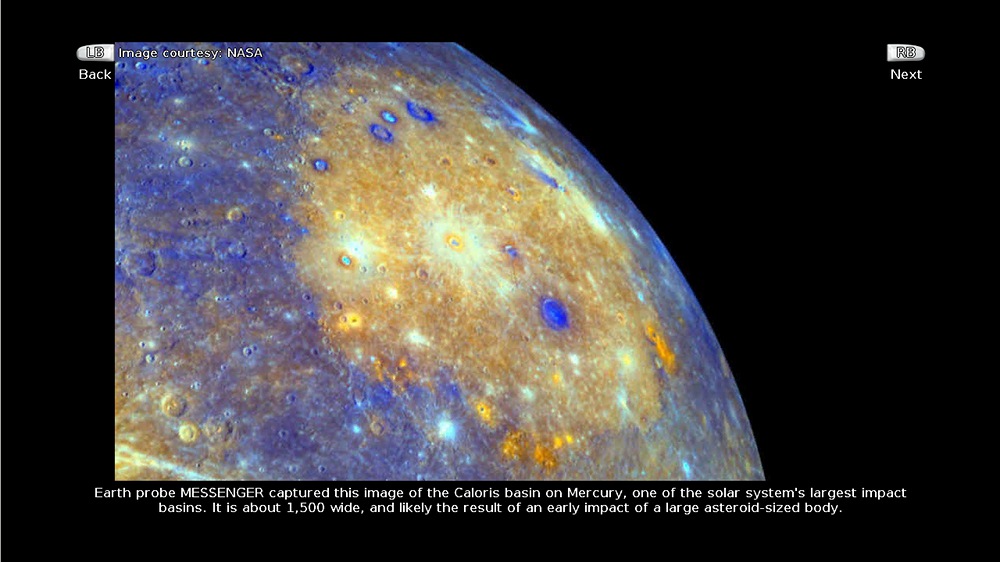 LB Image courtesy: NASA RB
Back Next
Earth probe MESSENGER captured this image of the Caloris basin on Mercury, one of the solar system's largest impact
basins. It is about 1,500 wide, and likely the result of an early impact of a large asteroid-sized body.